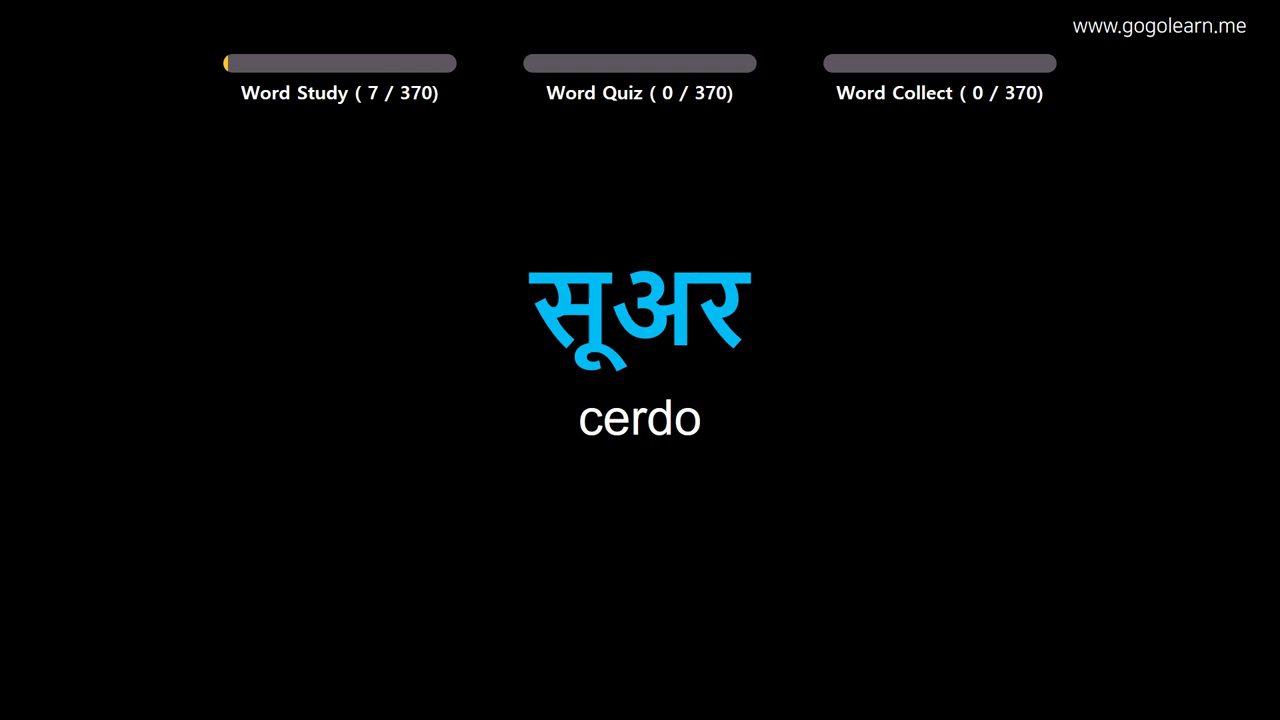 www.gogolearn.me
Word Study ( 7 / 370)
Word Quiz ( 0 / 370)
Word Collect ( 0 / 370)
सूअर
cerdo